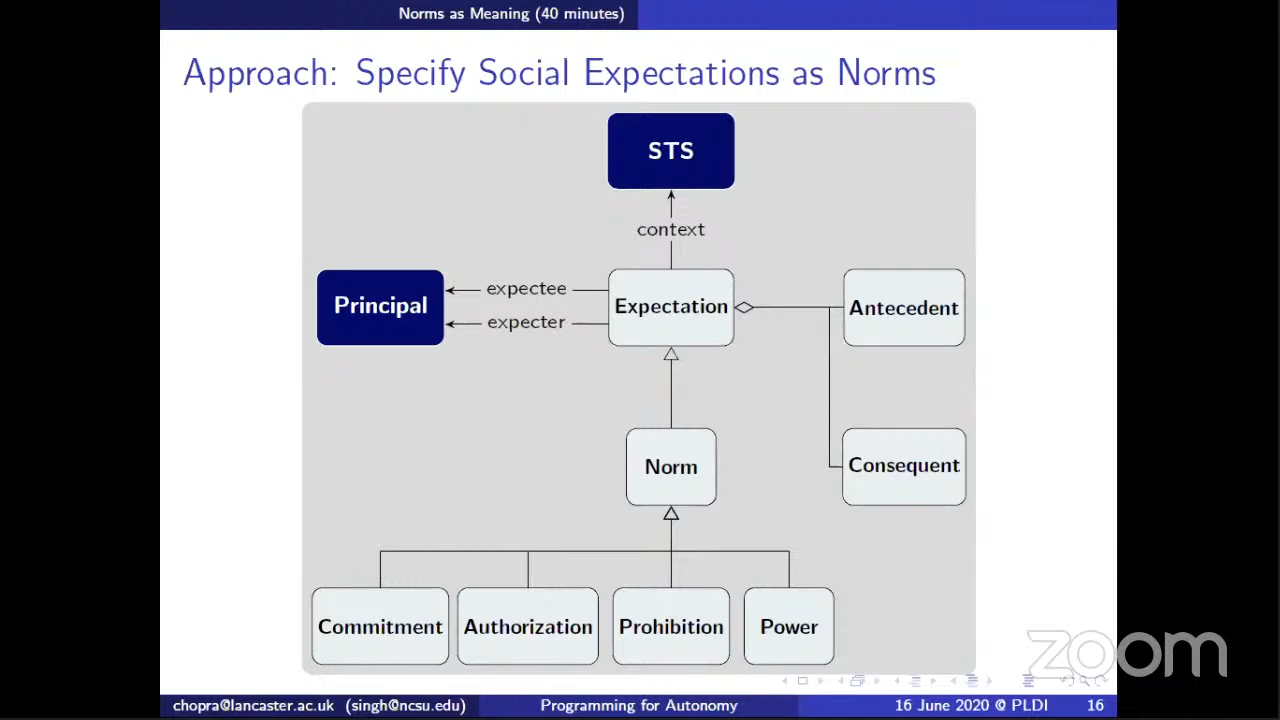 Norms as Meaning (40 minutes)
Approach: Specify Social Expectations as Norms
STS
context
Principal
expectee
expecter
Expectation
Antecedent
Norm
Consequent
Commitment
Authorization
Prohibition
Power
zoom
chopra@lancaster.ac.uk (singh@ncsu.edu)
Programming for Autonomy
16 June 2020 @ PLDI
16